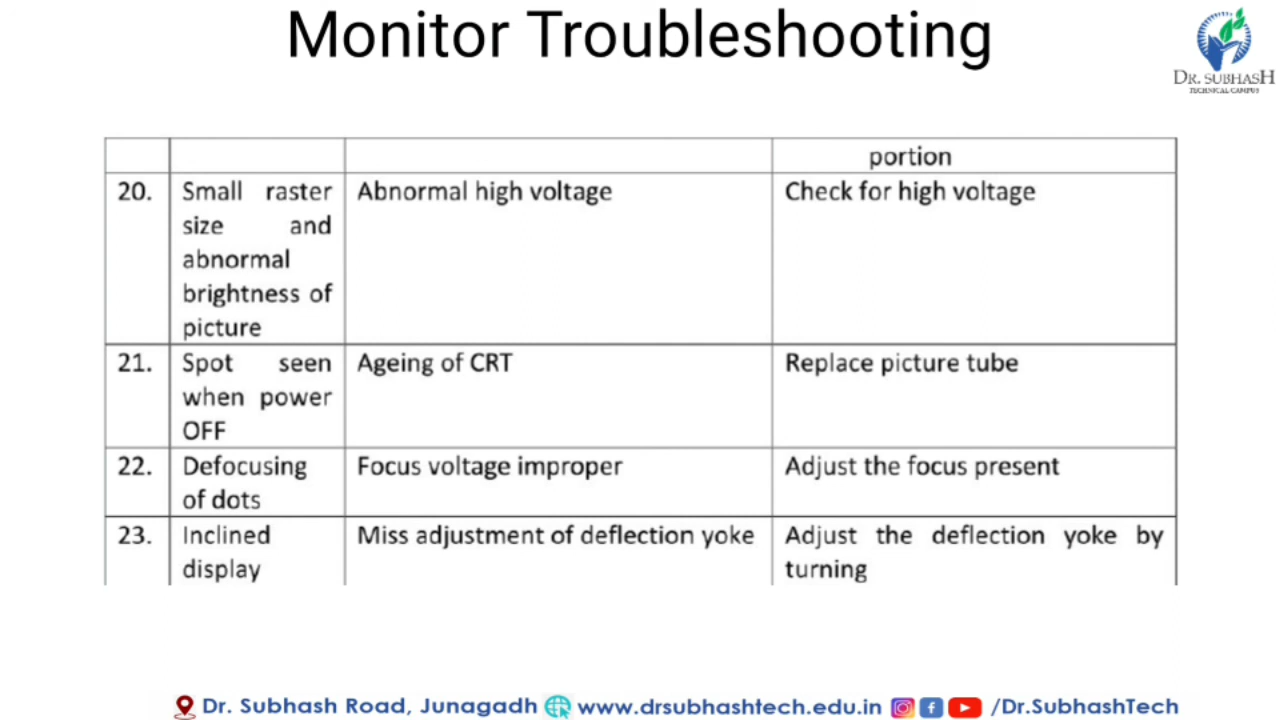 Monitor Troubleshooting
DR. SUBHASH
TECHNICAL CAMPUS
portion
20. Small raster Abnormal high voltage Check for high voltage
size and
abnormal
brightness of
picture
21. Spot seen Ageing of CRT Replace picture tube
when power
OFF
22. Defocusing Focus voltage improper Adjust the focus present
of dots
23. Inclined Miss adjustment of deflection yoke Adjust the deflection yoke by
display turning
Dr. Subhash Road, Junagadh www.drsubhashtech.edu.in /Dr.SubhashTech